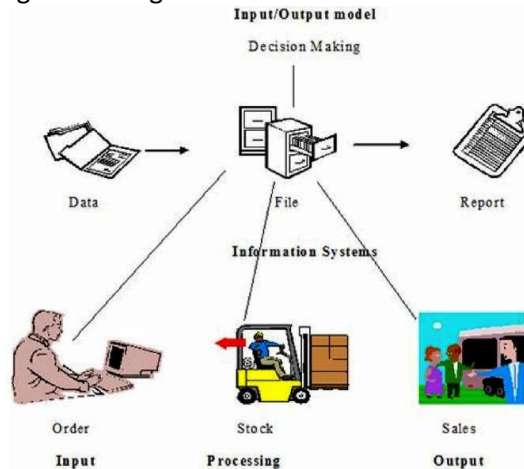 Input/Output model
Decision Making
Data
File
Report
Information Systems
Order
Stock
Sales
Input
Processing
Output